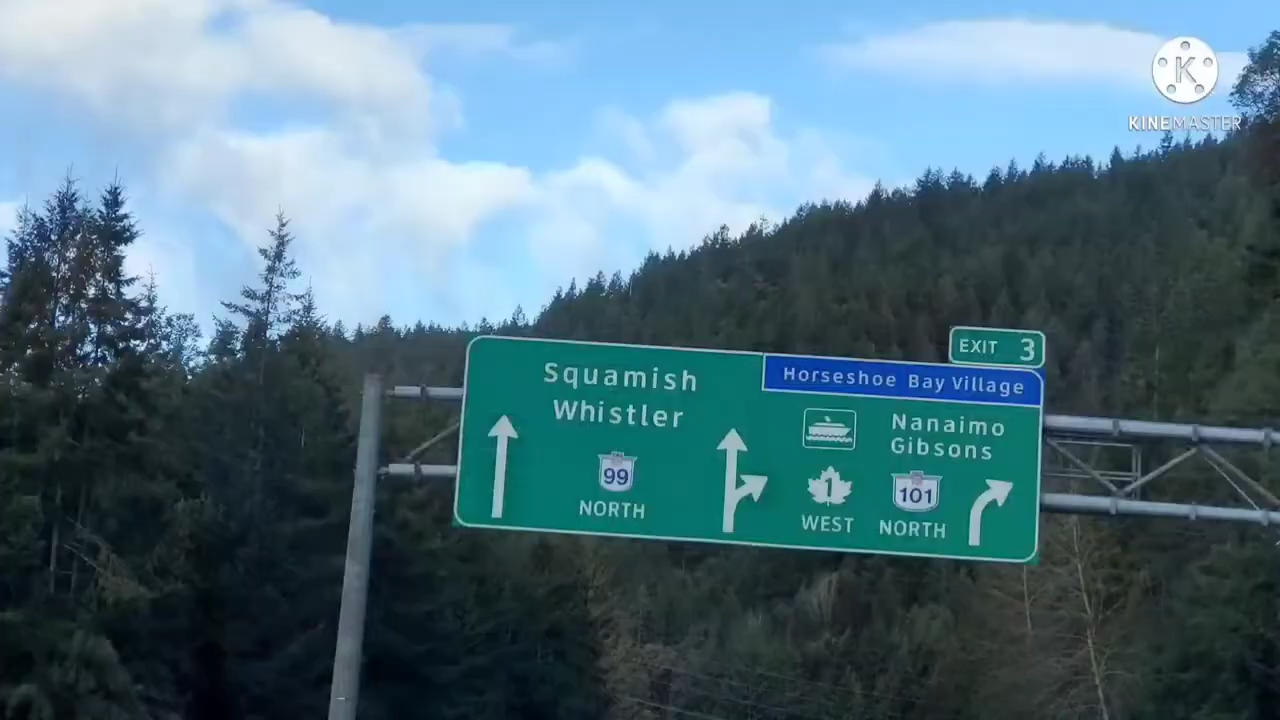 K
KINEMASTER
EXIT 3
Squamish
Whistler
99
NORTH
Horseshoe Bay Village
Nanaimo
Gibsons
1
WEST
101
NORTH